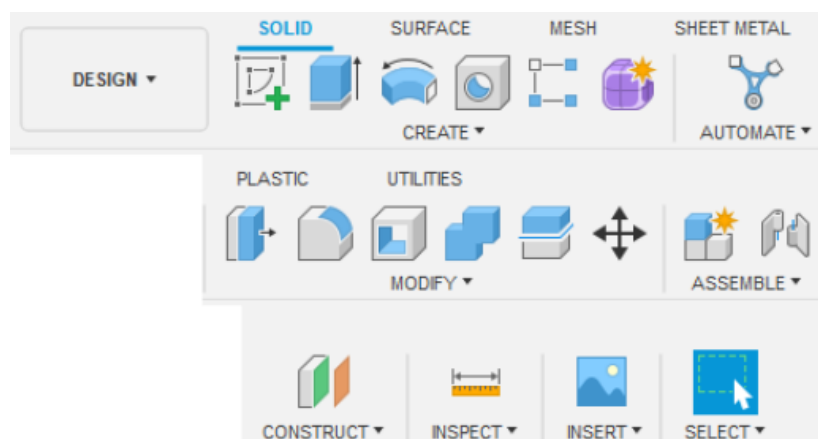 SOLID SURFACE MESH SHEET METAL
DESIGN
CREATE AUTOMATE
PLASTIC UTILITIES
MODIFY ASSEMBLE
CONSTRUCT INSPECT INSERT SELECT